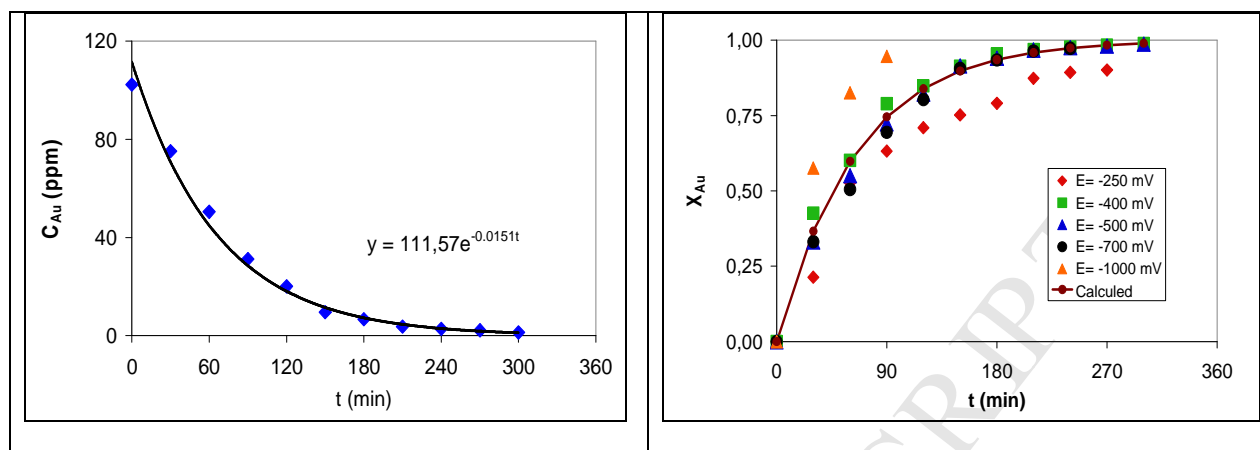 120
80
40
0
C_Au (ppm)
y = 111,57e^-0.0151t
0 60 120 180 240 300 360
t (min)
1,00
0,75
0,50
0,25
0,00
X_Au
E= -250 mV
E= -400 mV
E= -500 mV
E= -700 mV
E= -1000 mV
Calculed
0 90 180 270 360
t (min)
CRIPT